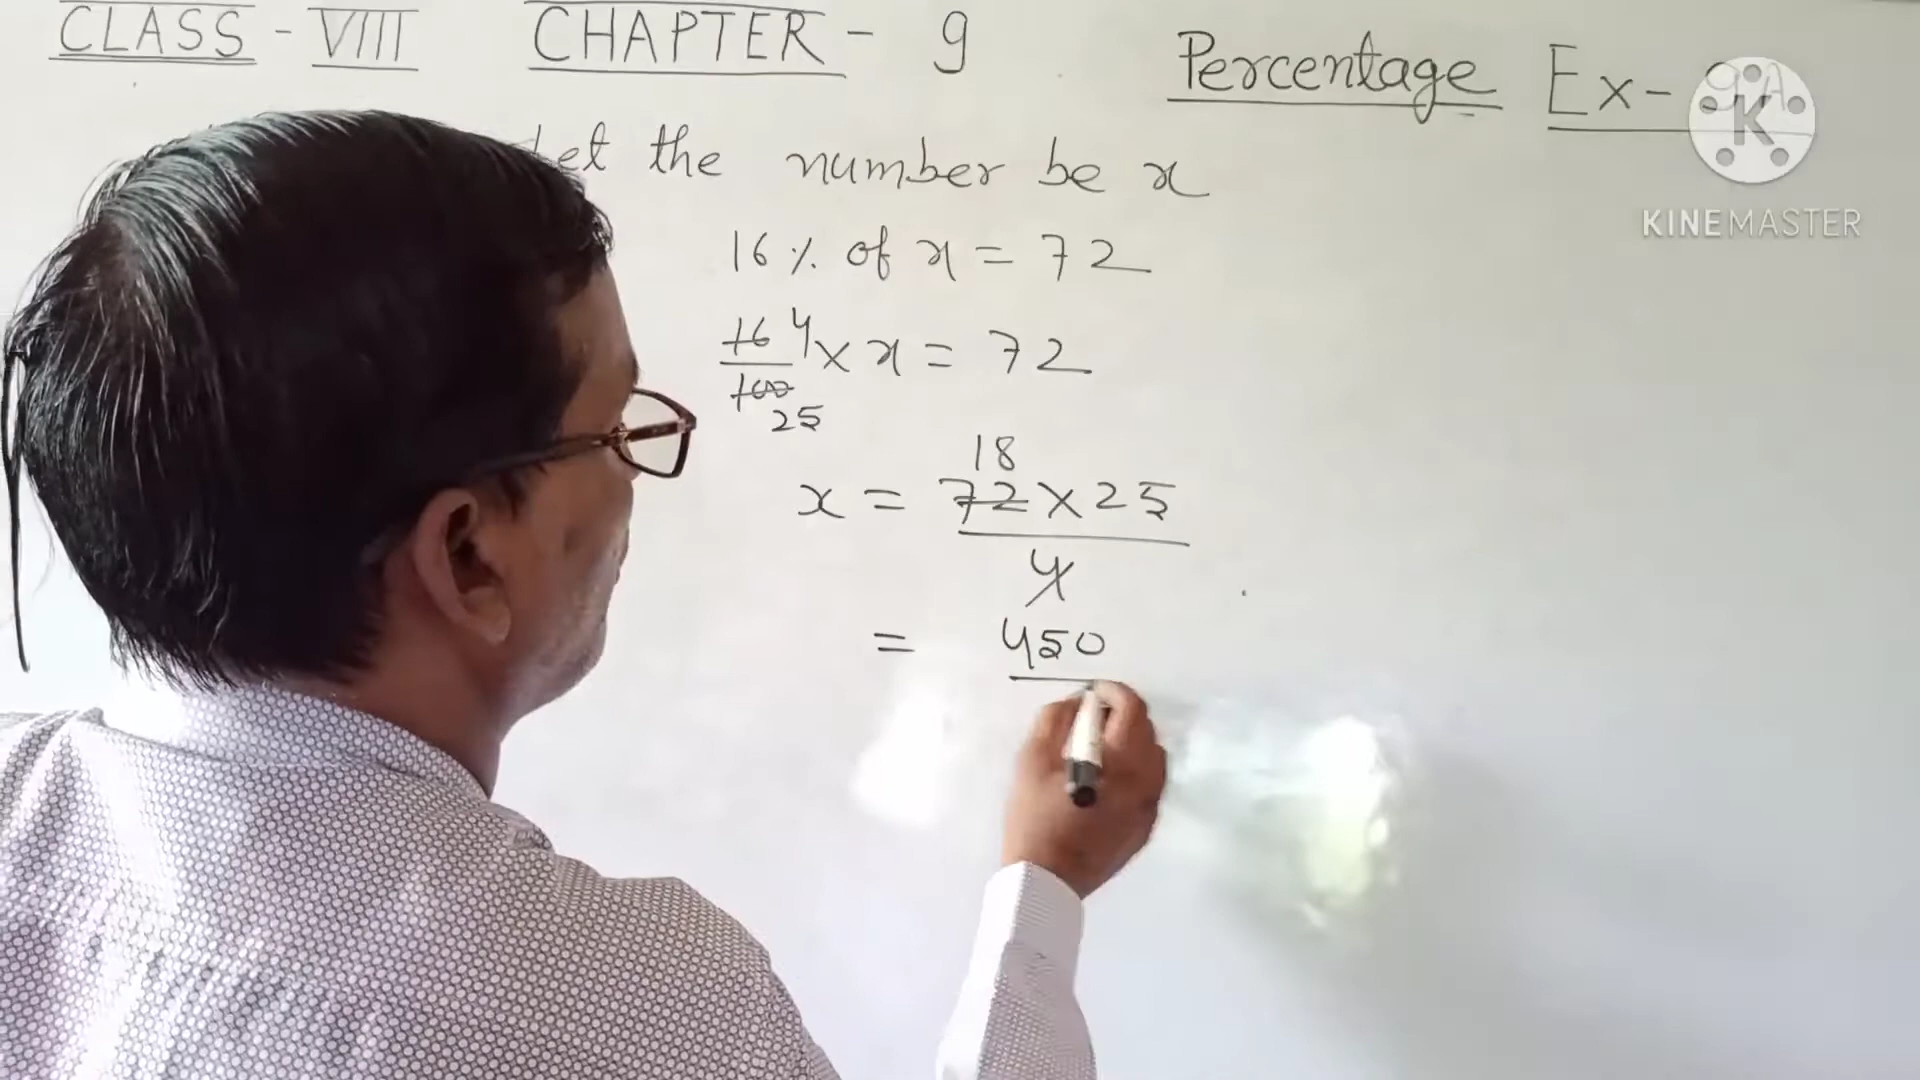 CLASS - VIII CHAPTER - 9
Percentage Ex - 9A
Let the number be x
16 % of x = 72
16 4 × x = 72
100
25
18
x = 72 × 25
4
= 450
KINEMASTER